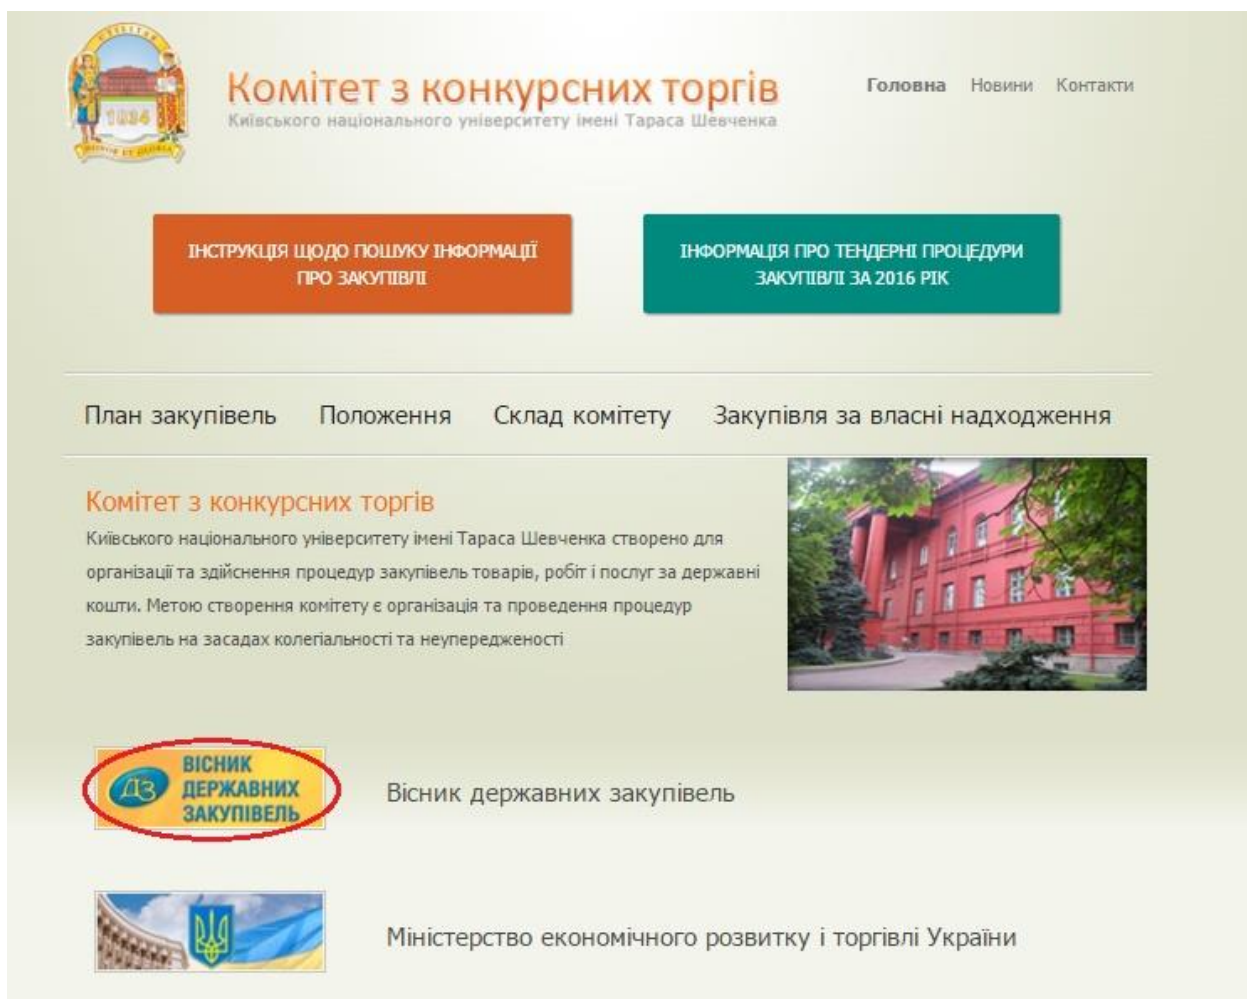 1834
HONOR ET GLORIA
Комітет з конкурсних торгів
Київського національного університету імені Тараса Шевченка
Головна Новини Контакти
ІНСТРУКЦІЯ ЩОДО ПОШУКУ ІНФОРМАЦІЇ
ПРО ЗАКУПІВЛІ
ІНФОРМАЦІЯ ПРО ТЕНДЕРНІ ПРОЦЕДУРИ
ЗАКУПІВЛІ ЗА 2016 РІК
План закупівель Положення Склад комітету Закупівля за власні надходження
Комітет з конкурсних торгів
Київського національного університету імені Тараса Шевченка створено для
організації та здійснення процедур закупівель товарів, робіт і послуг за державні
кошти. Метою створення комітету є організація та проведення процедур
закупівель на засадах колегіальності та неупередженості
ДЗ
ВІСНИК
ДЕРЖАВНИХ
ЗАКУПІВЕЛЬ
Вісник державних закупівель
Міністерство економічного розвитку і торгівлі України